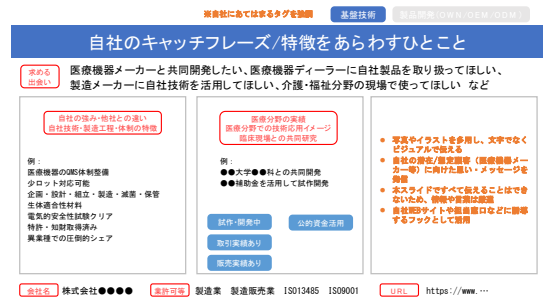 ※自社にあてはまるタグを強調
基盤技術
製品開発(OWN/OEM/ODM)
自社のキャッチフレーズ/特徴をあらわすひとこと
求める
出会い
医療機器メーカーと共同開発したい、医療機器ディーラーに自社製品を取り扱ってほしい、
製造メーカーに自社技術を活用してほしい、介護・福祉分野の現場で使ってほしい など
自社の強み・他社との違い
自社技術・製造工程・体制の特徴
例：
医療機器のQMS体制整備
少ロット対応可能
企画・設計・組立・製造・滅菌・保管
生体適合性材料
電気的安全性試験クリア
特許・知財取得済み
異業種での圧倒的シェア
医療分野の実績
医療分野での技術応用イメージ
臨床現場との共同研究
例：
●●大学●●科との共同開発
●●補助金を活用して試作開発
試作・開発中
公的資金活用
取引実績あり
販売実績あり
● 写真やイラストを多用し、文字でなく
ビジュアルで伝える
● 自社の潜在/想定顧客（医療機器メー
カー等）に向けた思い・メッセージを
発信
● 本スライドですべて伝えることはでき
ないため、情報や言葉は厳選
● 自社WEBサイトや担当窓口などに誘導
するフックとして活用
会社名
株式会社●●●●
業許可等
製造業 製造販売業 ISO13485 ISO9001
URL
https://www.…